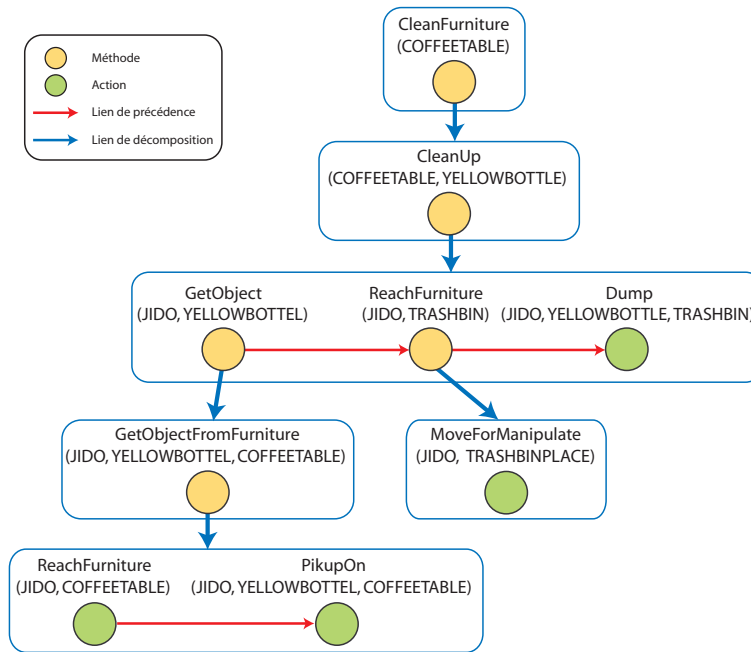 Méthode
Action
Lien de précédence
Lien de décomposition
CleanFurniture
(COFFEETABLE)
CleanUp
(COFFEETABLE, YELLOWBOTTLE)
GetObject
(JIDO, YELLOWBOTTEL)
ReachFurniture
(JIDO, TRASHBIN)
Dump
(JIDO, YELLOWBOTTLE, TRASHBIN)
GetObjectFromFurniture
(JIDO, YELLOWBOTTEL, COFFEETABLE)
MoveForManipulate
(JIDO, TRASHBINPLACE)
ReachFurniture
(JIDO, COFFEETABLE)
PikupOn
(JIDO, YELLOWBOTTEL, COFFEETABLE)